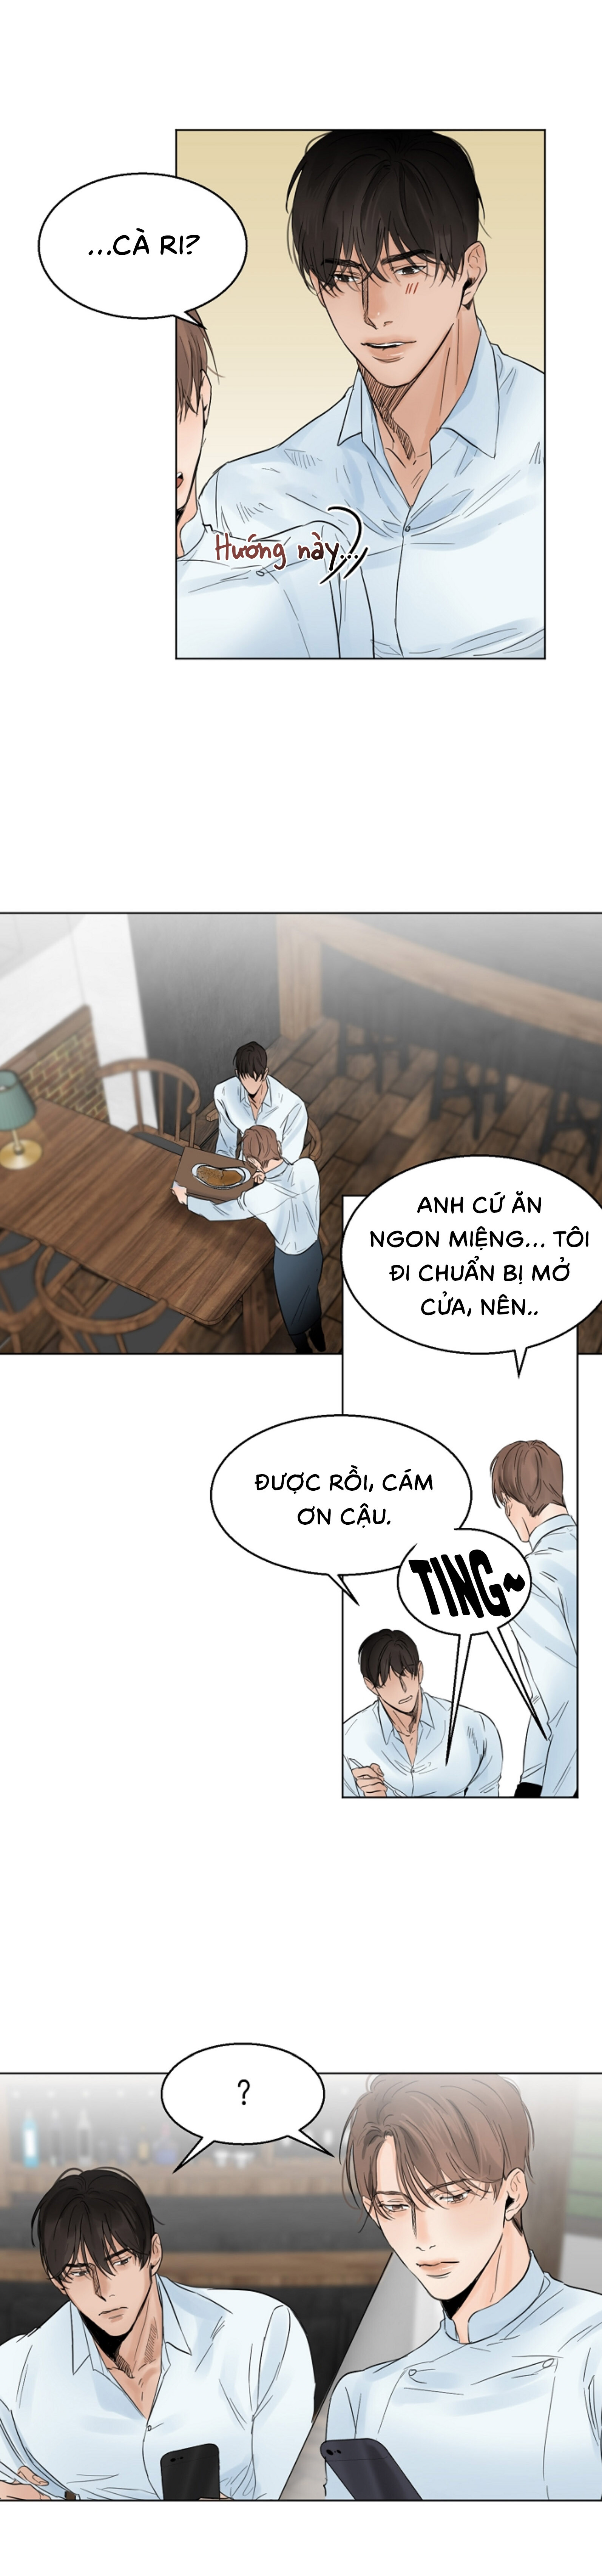 ...CÀ RI?
Hướng này...
ANH CỨ ĂN
NGON MIỆNG... TÔI
ĐI CHUẨN BỊ MỞ
CỬA, NÊN..
ĐƯỢC RỒI, CÁM
ƠN CẬU.
TING~
?